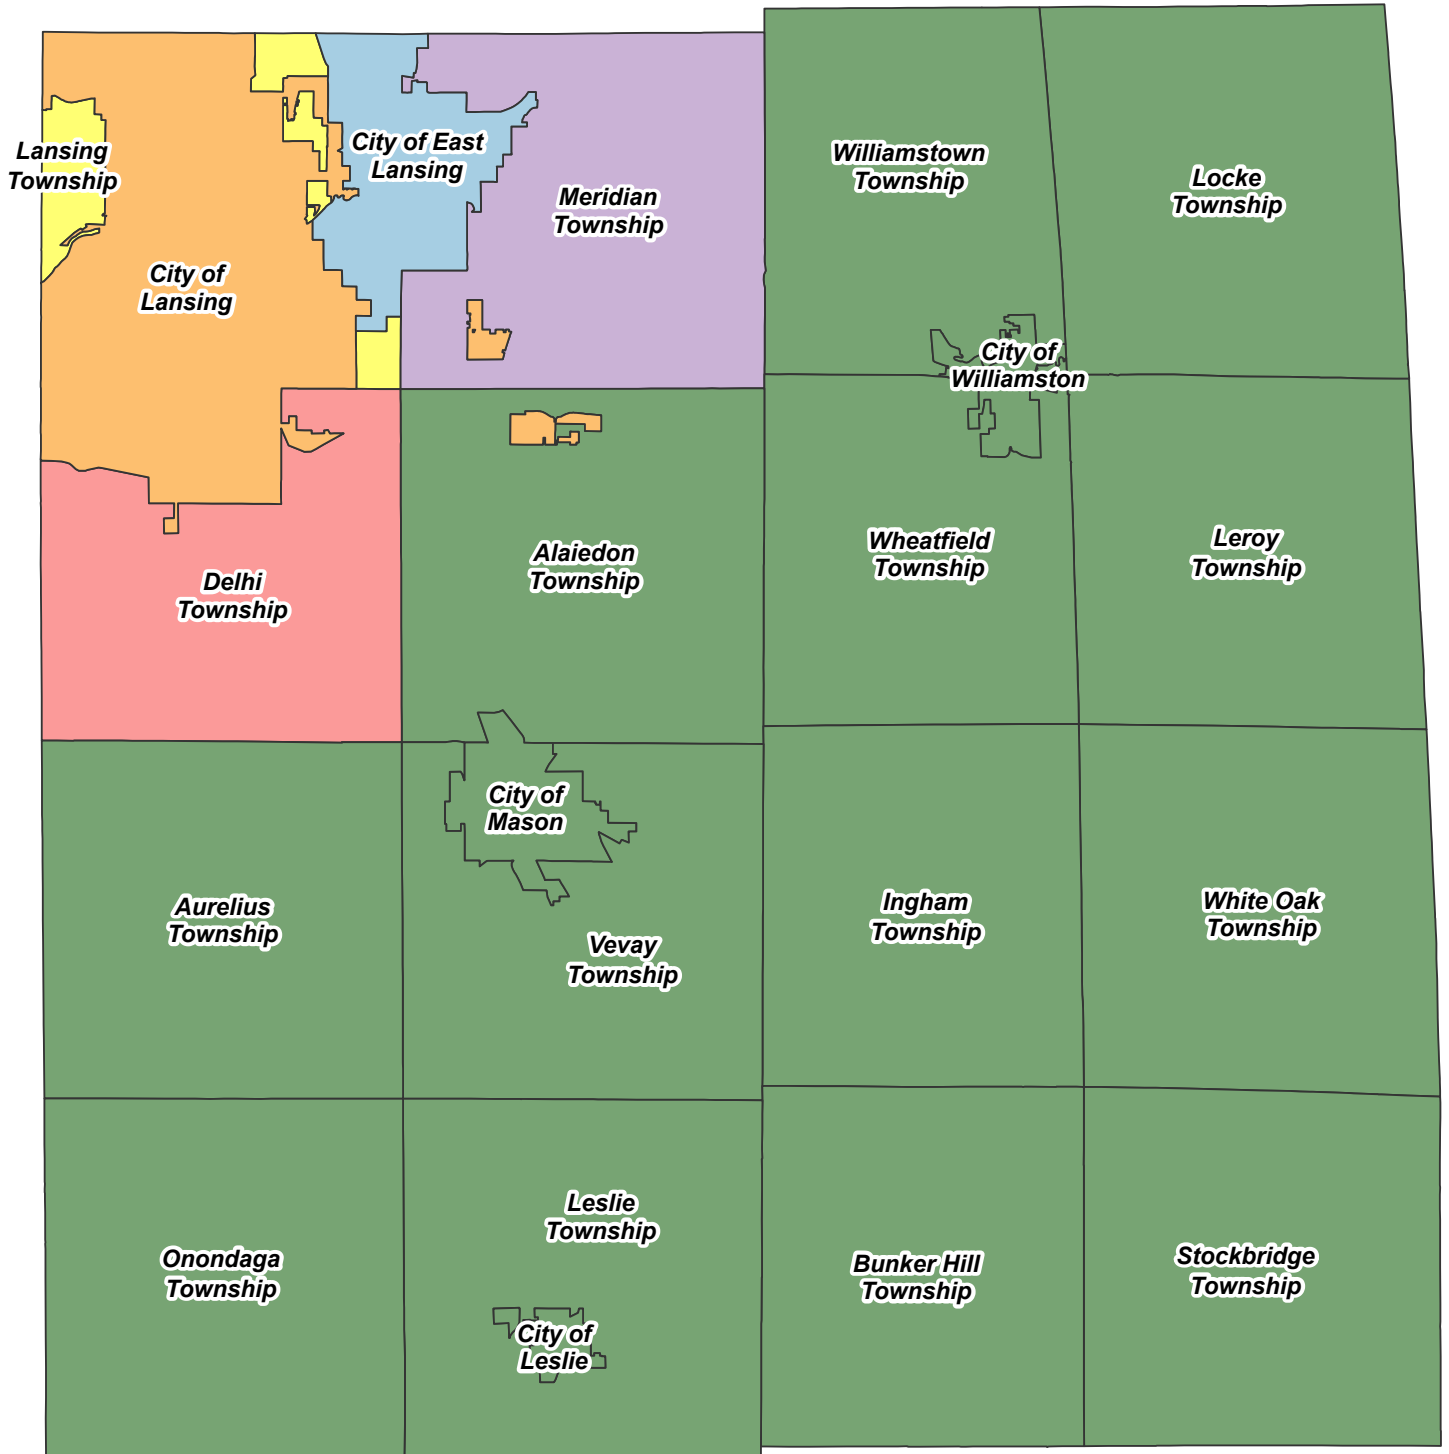 Lansing
Township
City of East
Lansing
Meridian
Township
Williamstown
Township
Locke
Township
City of
Lansing
City of
Williamston
Delhi
Township
Alaiedon
Township
Wheatfield
Township
Leroy
Township
City of
Mason
Aurelius
Township
Vevay
Township
Ingham
Township
White Oak
Township
Onondaga
Township
Leslie
Township
City of
Leslie
Bunker Hill
Township
Stockbridge
Township